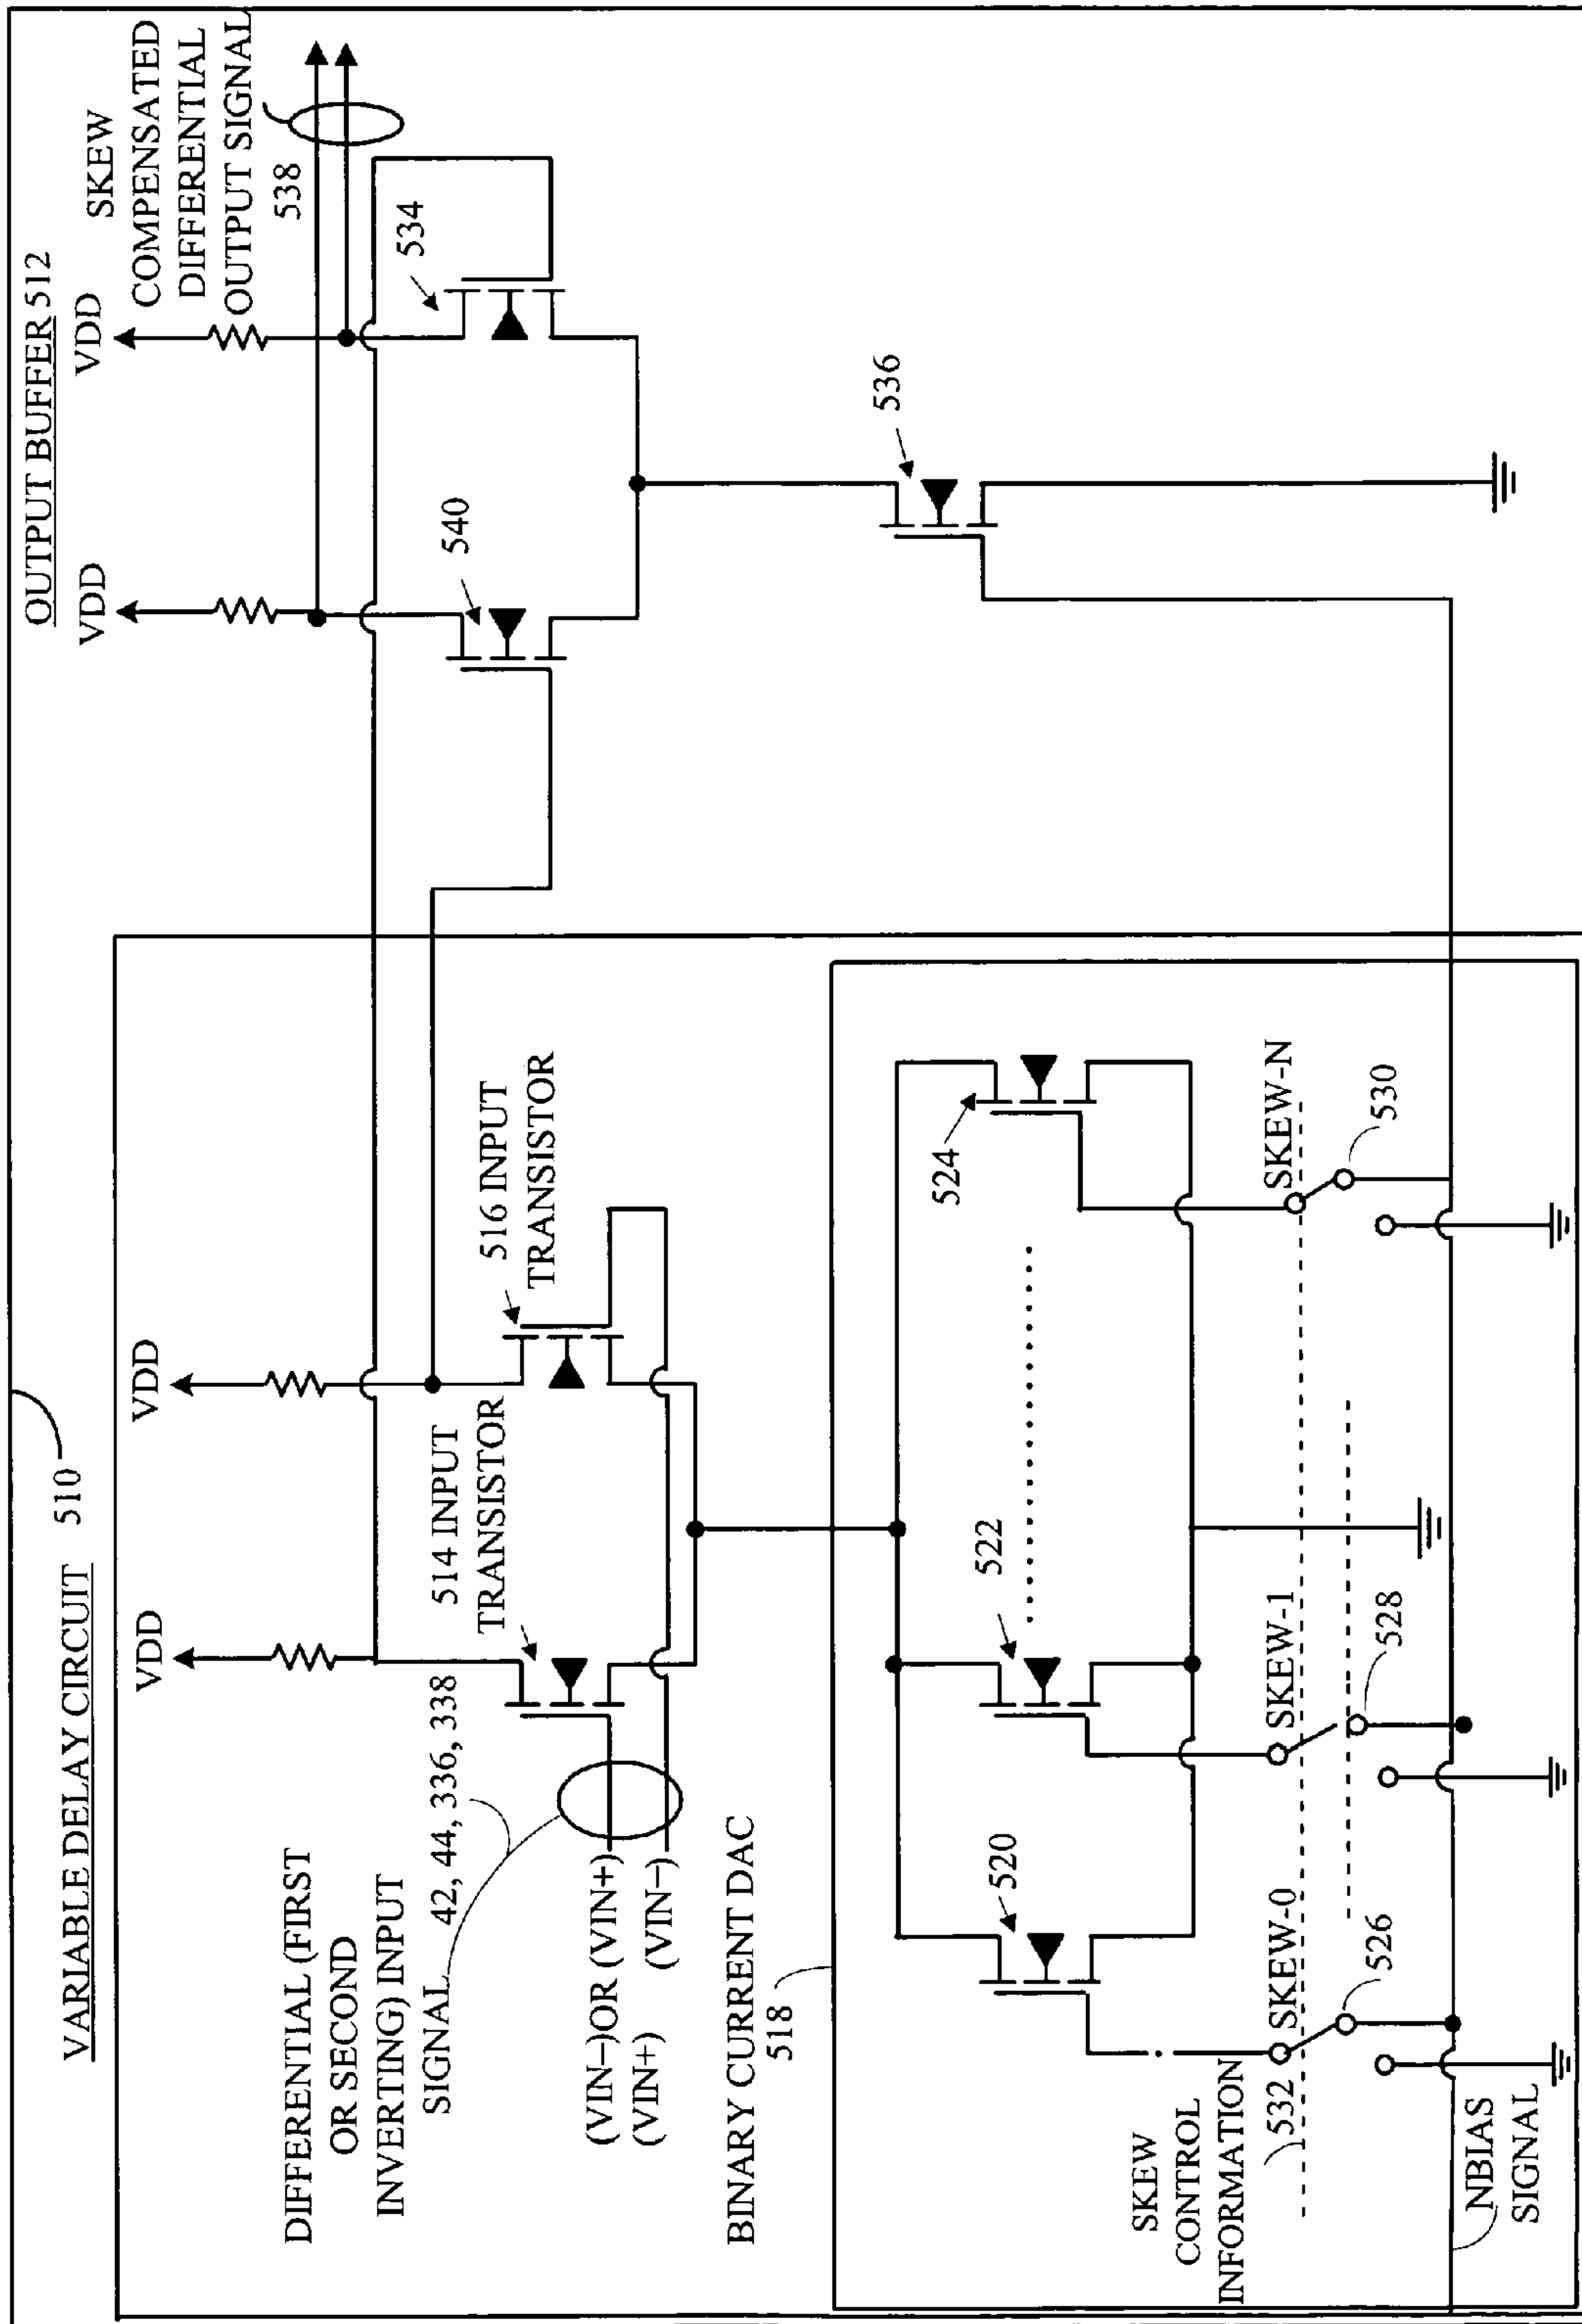 VARIABLE DELAY CIRCUIT 510
OUTPUT BUFFER 512
VDD
VDD
VDD
VDD
SKEW
COMPENSATED
DIFFERENTIAL
OUTPUT SIGNAL
538
540
534
536
DIFFERENTIAL (FIRST
OR SECOND
INVERTING) INPUT
SIGNAL 42, 44, 336, 338
(VIN−)OR (VIN+)
(VIN+) (VIN−)
514 INPUT
TRANSISTOR
516 INPUT
TRANSISTOR
BINARY CURRENT DAC
518
520
522
524
SKEW
CONTROL
INFORMATION
532
SKEW-0
SKEW-1
SKEW-N
526
528
530
NBIAS
SIGNAL